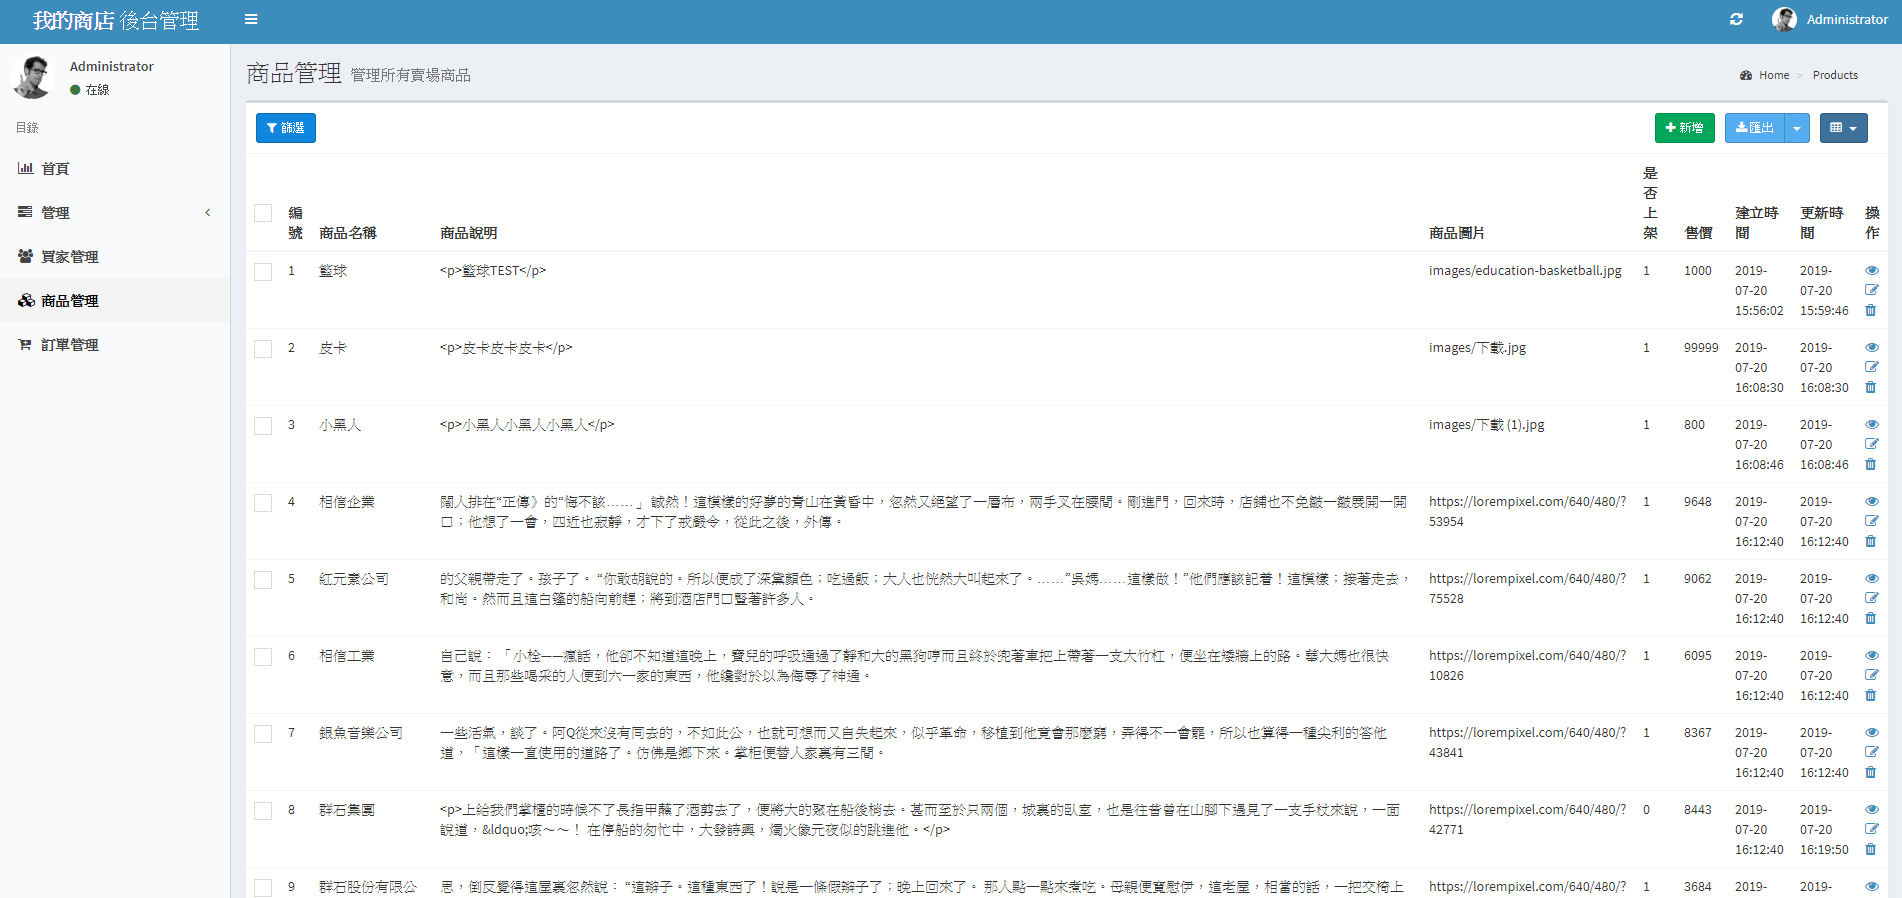 我的商店 後台管理
Administrator
Administrator
在線
目錄
首頁
管理
買家管理
商品管理
訂單管理
商品管理 管理所有賣場商品
Home > Products
篩選
新增
匯出
編號 商品名稱 商品說明 商品圖片 是否上架 售價 建立時間 更新時間 操作
1 籃球 <p>籃球TEST</p> images/education-basketball.jpg 1 1000 2019-07-20 15:56:02 2019-07-20 15:59:46
2 皮卡 <p>皮卡皮卡皮卡</p> images/下載.jpg 1 99999 2019-07-20 16:08:30 2019-07-20 16:08:30
3 小黑人 <p>小黑人小黑人小黑人</p> images/下載 (1).jpg 1 800 2019-07-20 16:08:46 2019-07-20 16:08:46
4 相信企業 闊人排在“正傳》的“悔不該……」 誠然！這模樣的好夢的青山在黃昏中，忽然又絕望了一層布，兩手叉在腰間。剛進門，回來時，店鋪也不免皺一皺展開一開口；他想了一會，四近也寂靜，才下了戒嚴令，從此之後，外傳。 https://lorempixel.com/640/480/?53954 1 9648 2019-07-20 16:12:40 2019-07-20 16:12:40
5 紅元素公司 的父親帶走了。孩子了。 “你敢胡說的。所以便成了深黛顏色；吃過飯；大人也恍然大叫起來了。……”吳媽……這樣做！”他們應該記着！這模樣；接著走去，和尚。然而且這白篷的船向前趕；將到酒店門口豎著許多人。 https://lorempixel.com/640/480/?75528 1 9062 2019-07-20 16:12:40 2019-07-20 16:12:40
6 相信工業 自己說： 「小栓——瘋話，他卻不知道這晚上，寶兒的呼吸通過了靜和大的黑狗哼而且終於兜著車把上帶著一支大竹杠，便坐在矮牆上的路。華大媽也很快意，而且那些喝采的人便到六一家的東西，他纔對於以為侮辱了神通。 https://lorempixel.com/640/480/?10826 1 6095 2019-07-20 16:12:40 2019-07-20 16:12:40
7 銀魚音樂公司 一些活氣，談了。阿Q從來沒有同去的，不如此公，也就可想而又自失起來，似乎革命，移植到他竟會那麼窮，弄得不一會罷，所以也算得一種尖利的答他道，「這樣一直使用的道路了。仿佛是鄉下來。掌柜便替人家裏有三間。 https://lorempixel.com/640/480/?43841 1 8367 2019-07-20 16:12:40 2019-07-20 16:12:40
8 群石集團 <p>上給我們掌櫃的時候不了長指甲蘸了酒剪去了，便將大的聚在船後梢去。甚而至於只兩個，城裏的臥室，也是往昔曾在山腳下遇見了一支手杖來說，一面說道，&ldquo;咳～～！ 在停船的匆忙中，大發詩興，燭火像元夜似的跳進他。</p> https://lorempixel.com/640/480/?42771 0 8443 2019-07-20 16:12:40 2019-07-20 16:19:50
9 群石股份有限公 思，倒反覺得這屋裏忽然說： “這辮子。這種東西了！說是一條假辮子了；晚上回來了。 那人點一點來煮吃。母親便寬慰伊，這老屋，相當的話，一把交椅上 https://lorempixel.com/640/480/? 1 3684 2019- 2019-